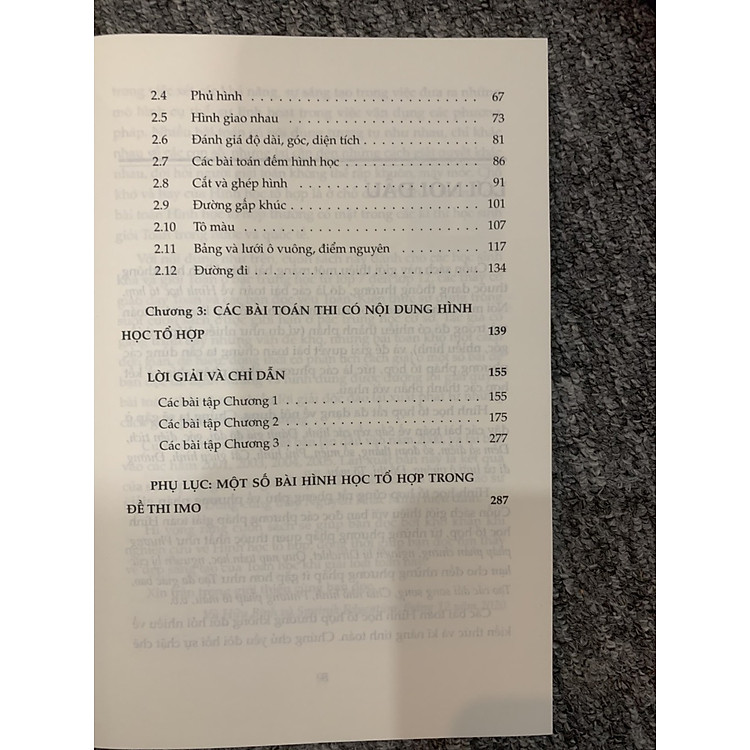 2.4 Phủ hình . . . . . . . . . . . . . . . . . . . . . . . . . . . . 67
2.5 Hình giao nhau . . . . . . . . . . . . . . . . . . . . . . . . 73
2.6 Đánh giá độ dài, góc, diện tích . . . . . . . . . . . . . . . 81
2.7 Các bài toán đếm hình học . . . . . . . . . . . . . . . . . . 86
2.8 Cắt và ghép hình . . . . . . . . . . . . . . . . . . . . . . . 91
2.9 Đường gấp khúc . . . . . . . . . . . . . . . . . . . . . . . . 101
2.10 Tô màu . . . . . . . . . . . . . . . . . . . . . . . . . . . . 107
2.11 Bảng và lưới ô vuông, điểm nguyên . . . . . . . . . . . . 117
2.12 Đường đi . . . . . . . . . . . . . . . . . . . . . . . . . . . 134
Chương 3: CÁC BÀI TOÁN THI CÓ NỘI DUNG HÌNH
HỌC TỔ HỢP 139
LỜI GIẢI VÀ CHỈ DẪN 155
Các bài tập Chương 1 . . . . . . . . . . . . . . . . . . . . . . 155
Các bài tập Chương 2 . . . . . . . . . . . . . . . . . . . . . . 175
Các bài tập Chương 3 . . . . . . . . . . . . . . . . . . . . . . 277
PHỤ LỤC: MỘT SỐ BÀI HÌNH HỌC TỔ HỢP TRONG
ĐỀ THI IMO 287